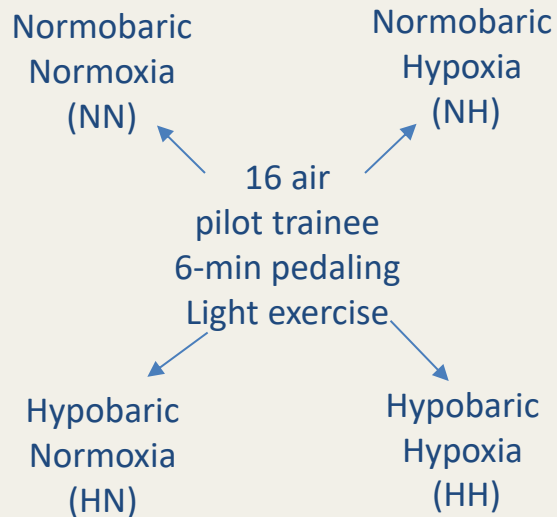 Normobaric
Normoxia
(NN)
Normobaric
Hypoxia
(NH)
16 air
pilot trainee
6-min pedaling
Light exercise
Hypobaric
Normoxia
(HN)
Hypobaric
Hypoxia
(HH)